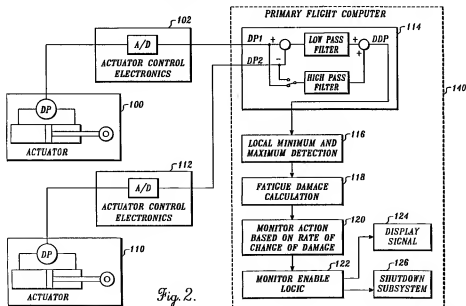 PRIMARY FLIGHT COMPUTER
102
A/D
ACTUATOR CONTROL
ELECTRONICS
DP
100
ACTUATOR
112
A/D
ACTUATOR CONTROL
ELECTRONICS
DP
110
ACTUATOR
Fig. 2.
114
DP1
+
-
DP2
LOW PASS
FILTER
+
DDP
HIGH PASS
FILTER
+
140
116
LOCAL MINIMUM AND
MAXIMUM DETECTION
118
FATIGUE DAMAGE
CALCULATION
120
MONITOR ACTION
BASED ON RATE OF
CHANGE OF DAMAGE
122
MONITOR ENABLE
LOGIC
124
DISPLAY
SIGNAL
126
SHUTDOWN
SUBSYSTEM